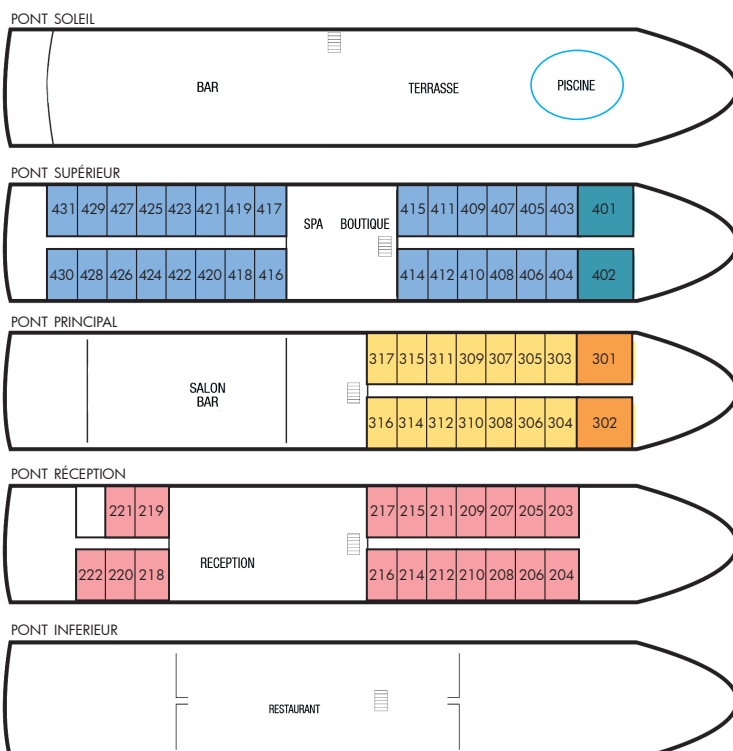 PONT SOLEIL
BAR
TERRASSE
PISCINE
PONT SUPÉRIEUR
431 429 427 425 423 421 419 417
SPA BOUTIQUE
415 411 409 407 405 403 401
430 428 426 424 422 420 418 416
414 412 410 408 406 404 402
PONT PRINCIPAL
317 315 311 309 307 305 303 301
SALON
BAR
316 314 312 310 308 306 304 302
PONT RÉCEPTION
221 219
217 215 211 209 207 205 203
RECEPTION
222 220 218
216 214 212 210 208 206 204
PONT INFERIEUR
RESTAURANT